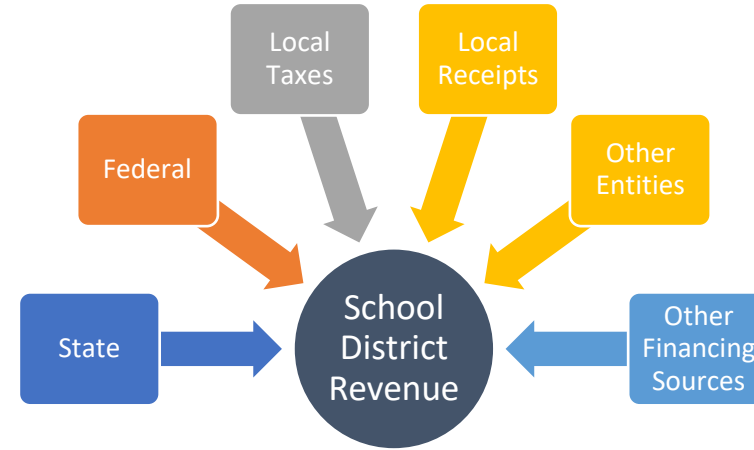 Local
Taxes
Local
Receipts
Federal
Other
Entities
State
School
District
Revenue
Other
Financing
Sources